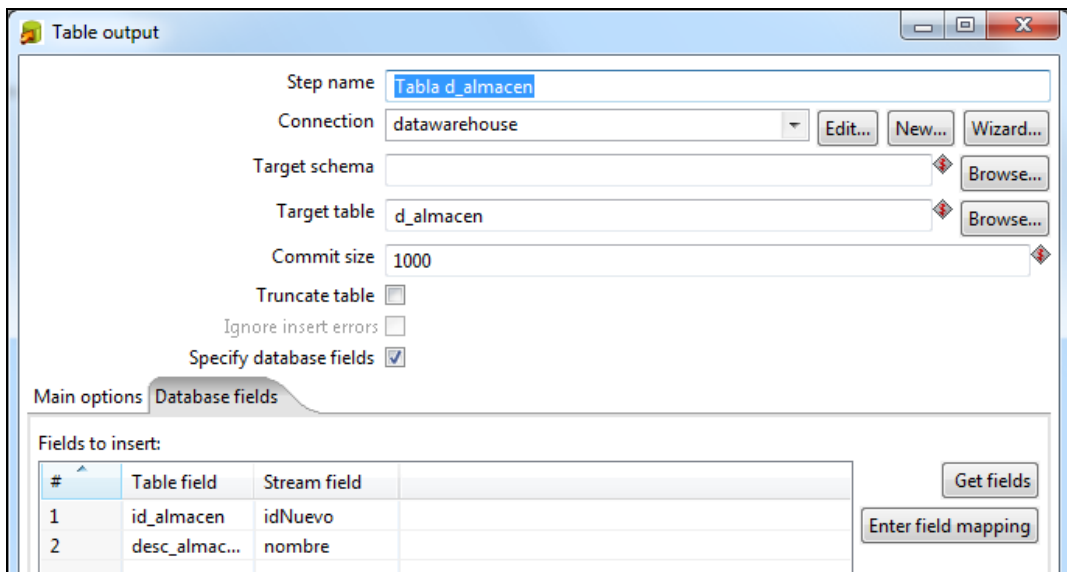 Table output
Step name Tabla d_almacen
Connection datawarehouse Edit... New... Wizard...
Target schema Browse...
Target table d_almacen Browse...
Commit size 1000
Truncate table
Ignore insert errors
Specify database fields
Main options Database fields
Fields to insert:
# Table field Stream field Get fields
1 id_almacen idNuevo Enter field mapping
2 desc_almac... nombre